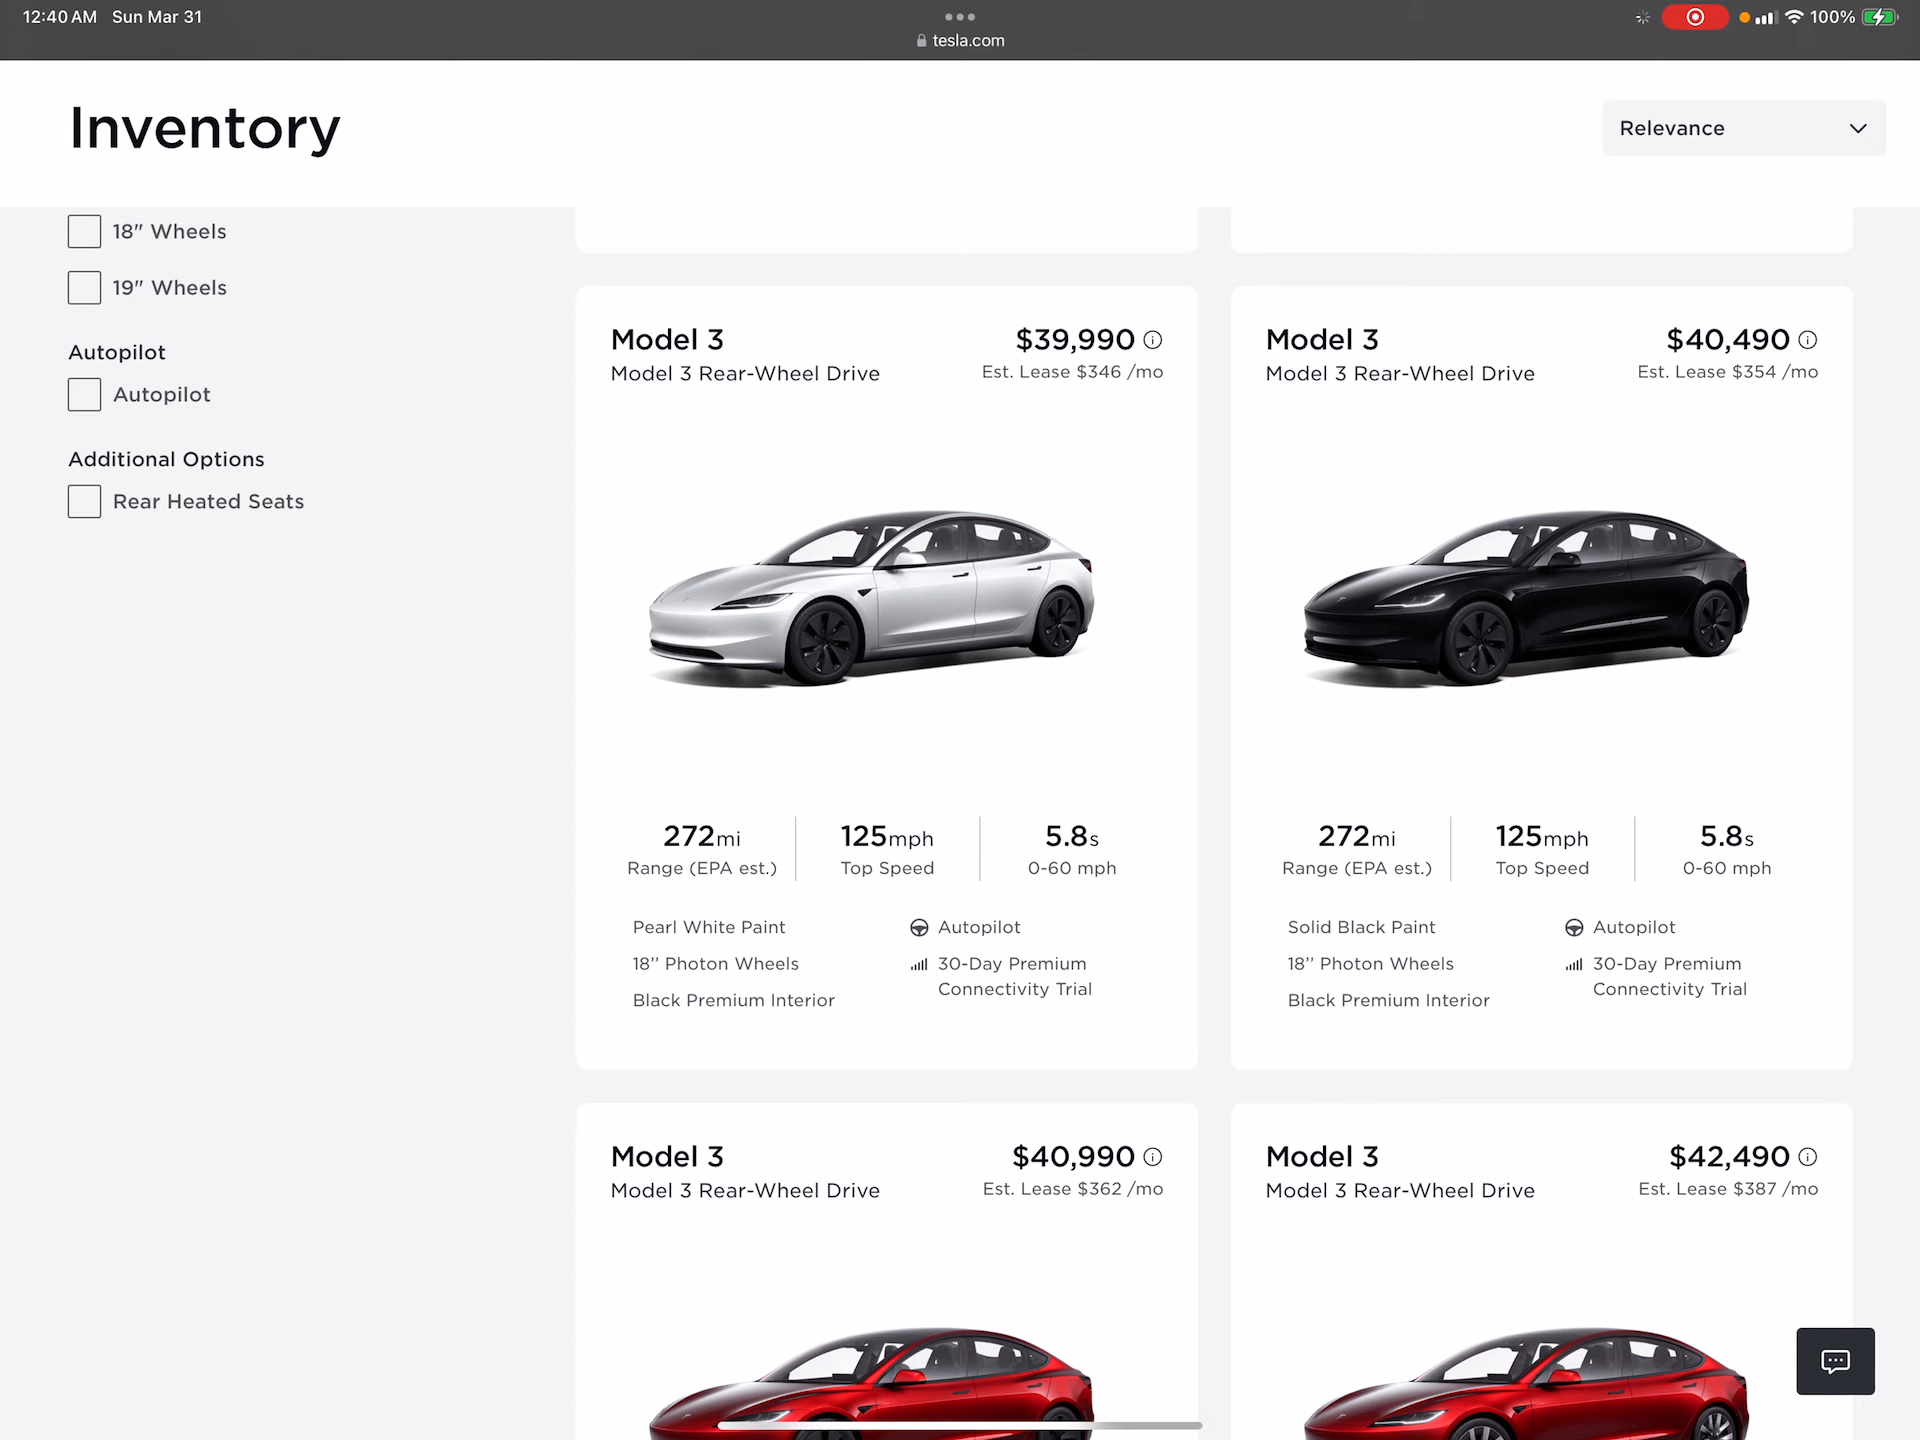 12:40 AM Sun Mar 31
100%
tesla.com
Inventory
Relevance
18" Wheels
19" Wheels
Autopilot
Autopilot
Additional Options
Rear Heated Seats
Model 3
$39,990
Model 3 Rear-Wheel Drive
Est. Lease $346 /mo
272mi
125mph
5.8s
Range (EPA est.)
Top Speed
0-60 mph
Pearl White Paint
18’’ Photon Wheels
Black Premium Interior
Autopilot
30-Day Premium
Connectivity Trial
Model 3
$40,490
Model 3 Rear-Wheel Drive
Est. Lease $354 /mo
272mi
125mph
5.8s
Range (EPA est.)
Top Speed
0-60 mph
Solid Black Paint
18’’ Photon Wheels
Black Premium Interior
Autopilot
30-Day Premium
Connectivity Trial
Model 3
$40,990
Model 3 Rear-Wheel Drive
Est. Lease $362 /mo
Model 3
$42,490
Model 3 Rear-Wheel Drive
Est. Lease $387 /mo